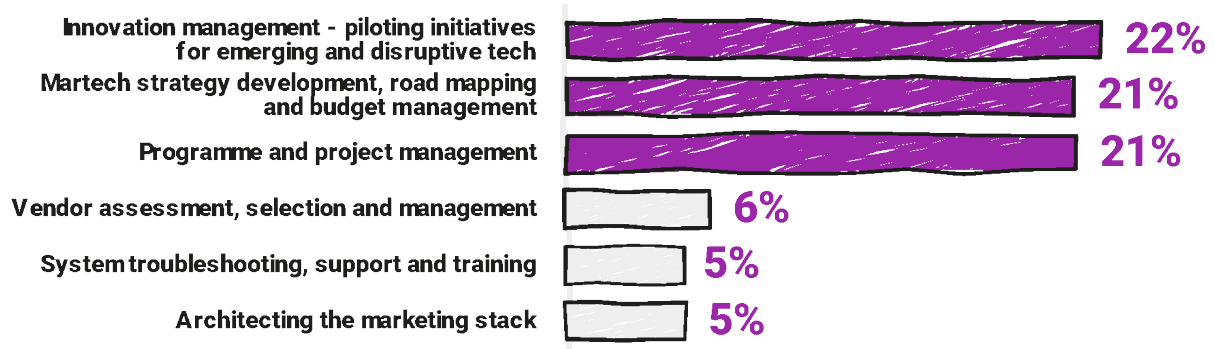 Innovation management - piloting initiatives
for emerging and disruptive tech
22%
Martech strategy development, road mapping
and budget management
21%
Programme and project management
21%
Vendor assessment, selection and management
6%
System troubleshooting, support and training
5%
Architecting the marketing stack
5%